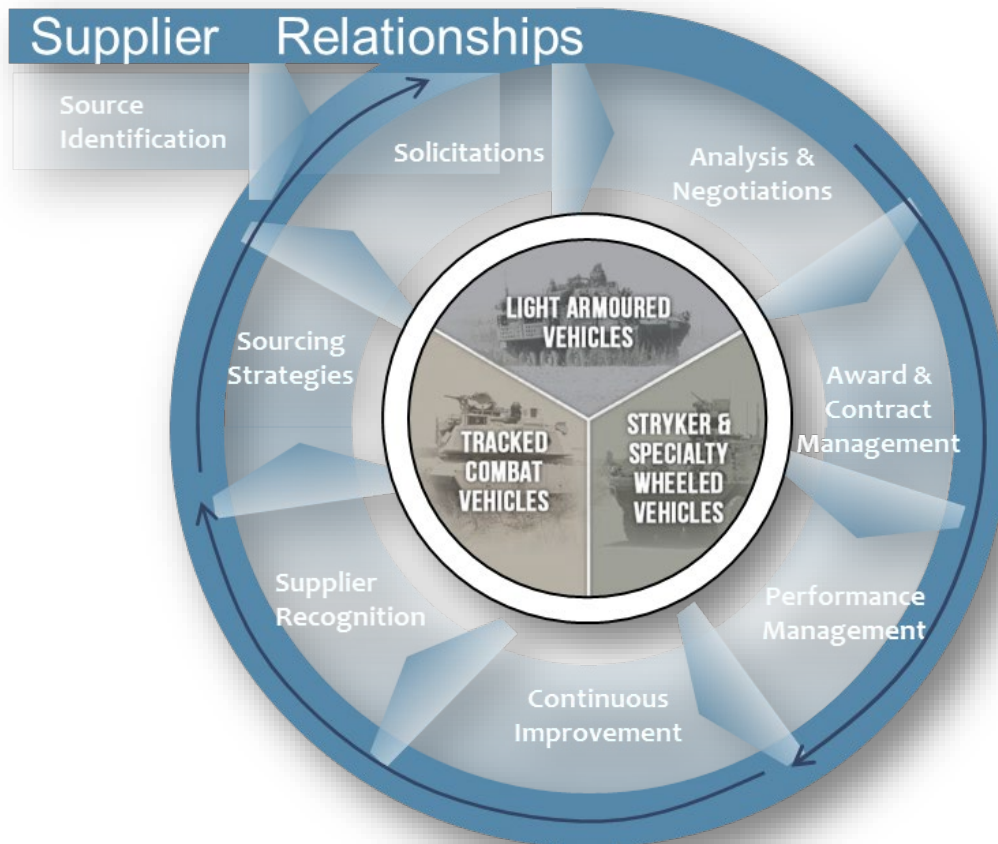 Supplier Relationships
Source
Identification
Solicitations
Analysis &
Negotiations
Award &
Contract
Management
Performance
Management
Continuous
Improvement
Supplier
Recognition
Sourcing
Strategies
LIGHT ARMOURED
VEHICLES
TRACKED
COMBAT
VEHICLES
STRYKER &
SPECIALTY
WHEELED
VEHICLES